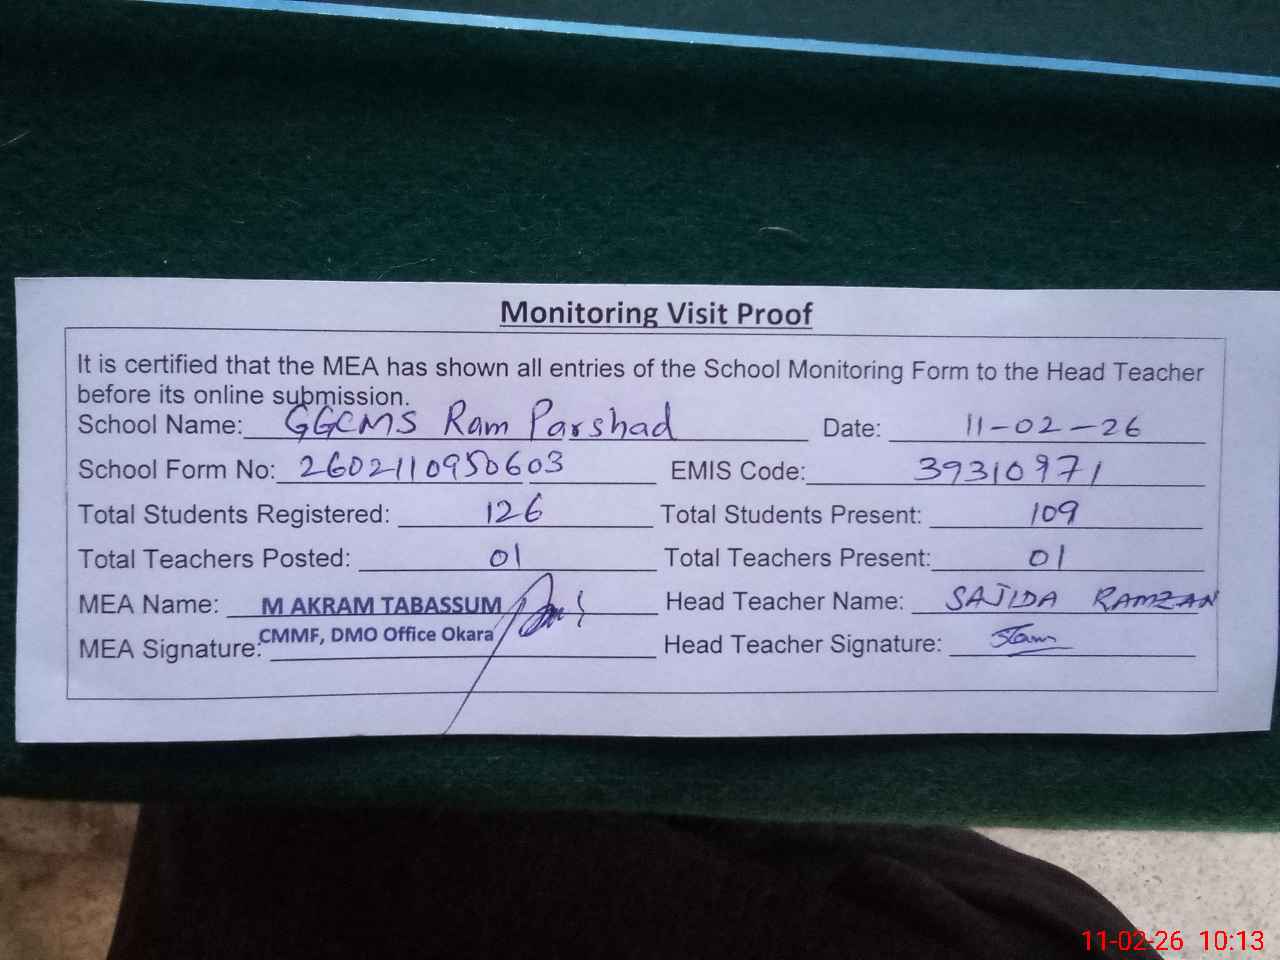 Monitoring Visit Proof
It is certified that the MEA has shown all entries of the School Monitoring Form to the Head Teacher
before its online submission.
School Name: GGCMS Ram Parshad Date: 11-02-26
School Form No: 2602110950603 EMIS Code: 39310971
Total Students Registered: 126 Total Students Present: 109
Total Teachers Posted: 01 Total Teachers Present: 01
MEA Name: M AKRAM TABASSUM Head Teacher Name: SAJIDA RAMZAN
CMMF, DMO Office Okara
MEA Signature: Head Teacher Signature:
11-02-26 10:13